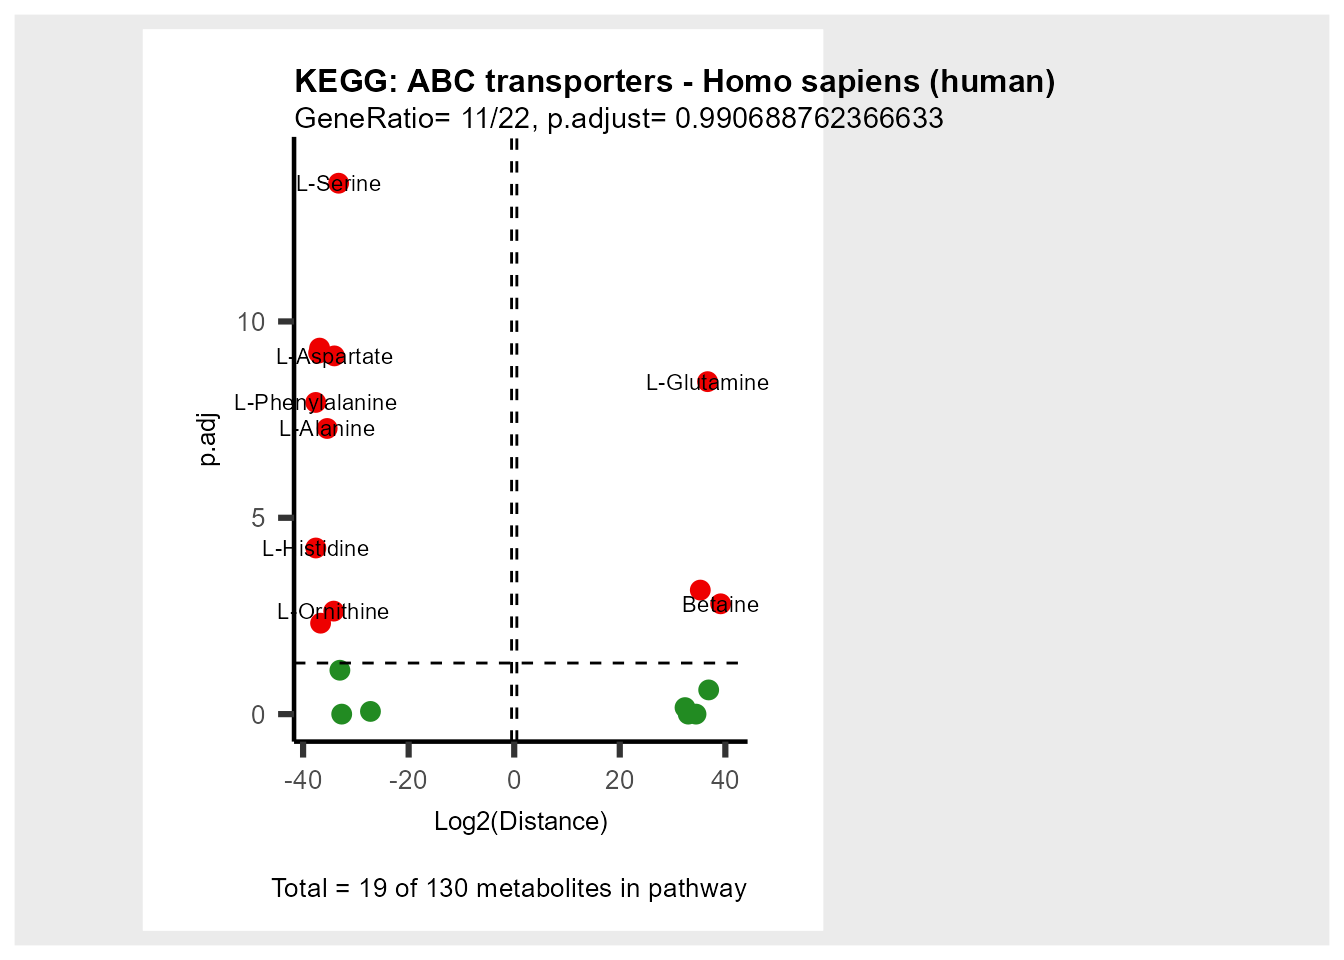 KEGG: ABC transporters - Homo sapiens (human)
GeneRatio= 11/22, p.adjust= 0.990688762366633
L-Serine
10
L-Aspartate
L-Glutamine
L-Phenylalanine
L-Alanine
p.adj
5
L-Histidine
Betaine
L-Ornithine
0
-40 -20 0 20 40
Log2(Distance)
Total = 19 of 130 metabolites in pathway